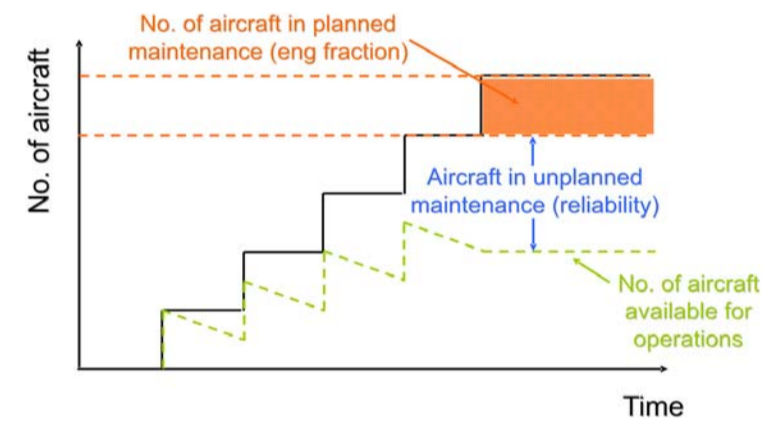 No. of aircraft in planned
maintenance (eng fraction)
No. of aircraft
Aircraft in unplanned
maintenance (reliability)
No. of aircraft
available for
operations
Time